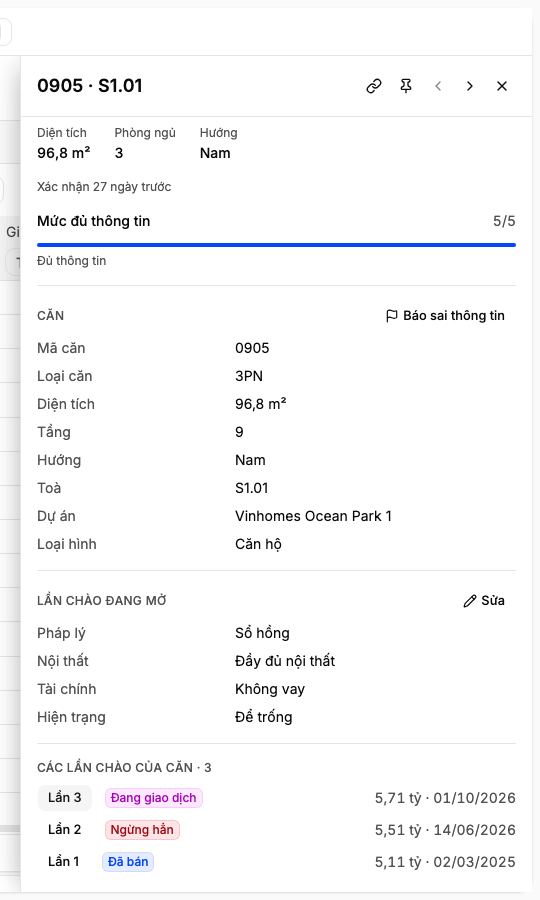 0905 · S1.01
Diện tích Phòng ngủ Hướng
96,8 m² 3 Nam
Xác nhận 27 ngày trước
Mức đủ thông tin 5/5
Đủ thông tin
Gi
CĂN Báo sai thông tin
Mã căn 0905
Loại căn 3PN
Diện tích 96,8 m²
Tầng 9
Hướng Nam
Toà S1.01
Dự án Vinhomes Ocean Park 1
Loại hình Căn hộ
LẦN CHÀO ĐANG MỞ Sửa
Pháp lý Sổ hồng
Nội thất Đầy đủ nội thất
Tài chính Không vay
Hiện trạng Để trống
CÁC LẦN CHÀO CỦA CĂN · 3
Lần 3 Đang giao dịch 5,71 tỷ · 01/10/2026
Lần 2 Ngừng hẳn 5,51 tỷ · 14/06/2026
Lần 1 Đã bán 5,11 tỷ · 02/03/2025